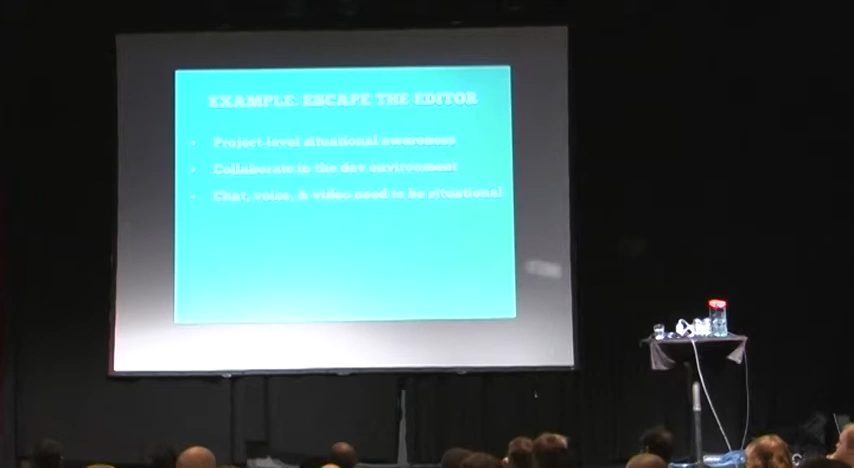 EXAMPLE: ESCAPE THE EDITOR
• Project-level situational awareness
• Collaborate in the dev environment
• Chat, voice, & video need to be situational